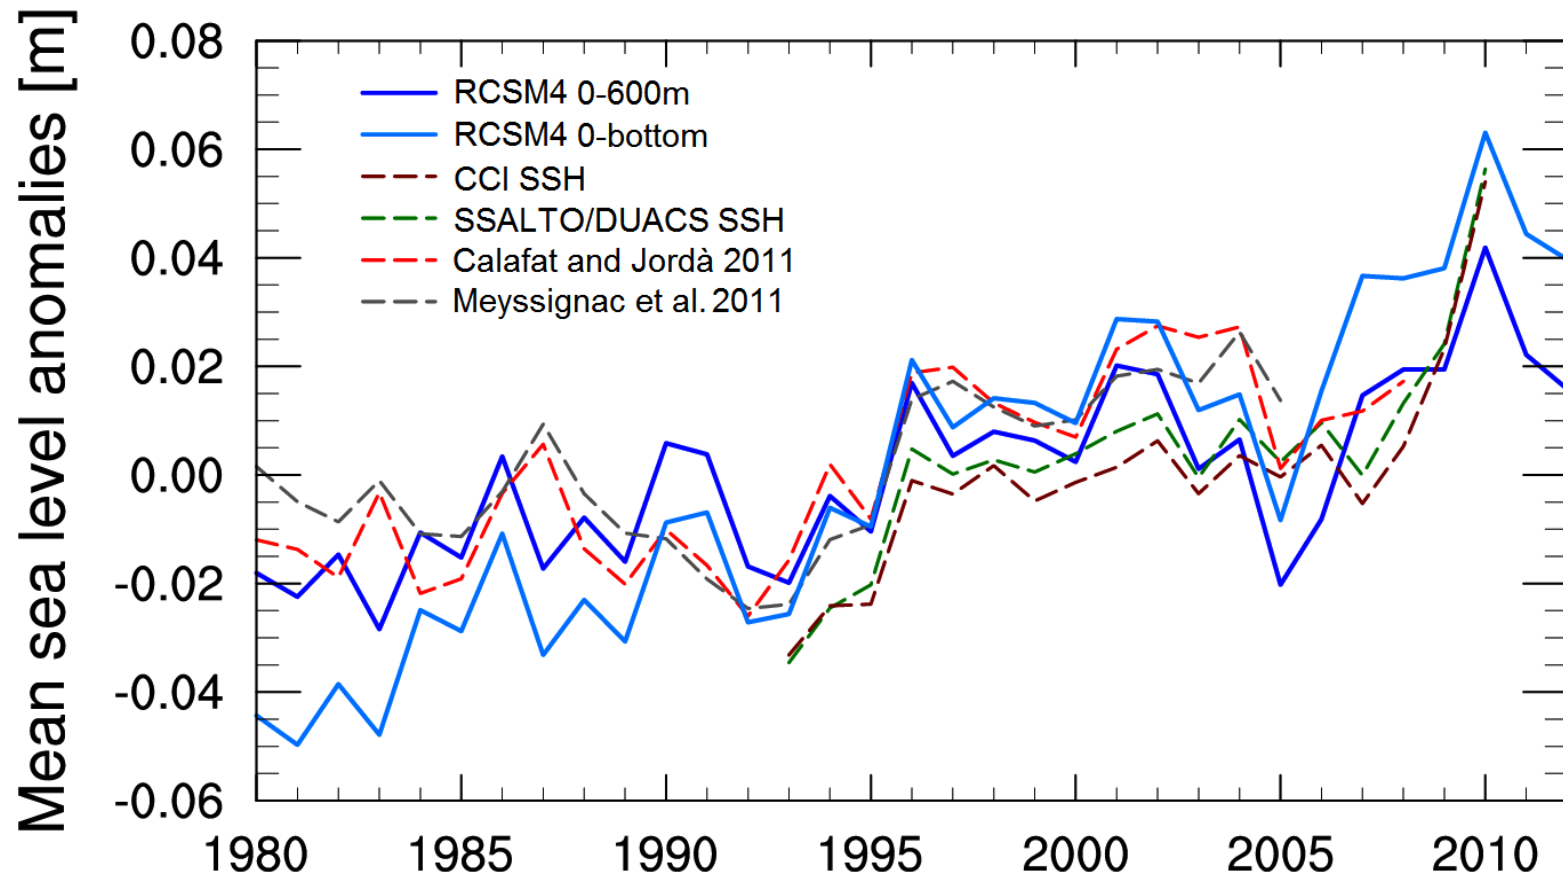 Mean sea level anomalies [m]
0.08
0.06
0.04
0.02
0.00
-0.02
-0.04
-0.06
RCSM4 0-600m
RCSM4 0-bottom
CCI SSH
SSALTO/DUACS SSH
Calafat and Jordà 2011
Meyssignac et al. 2011
1980 1985 1990 1995 2000 2005 2010